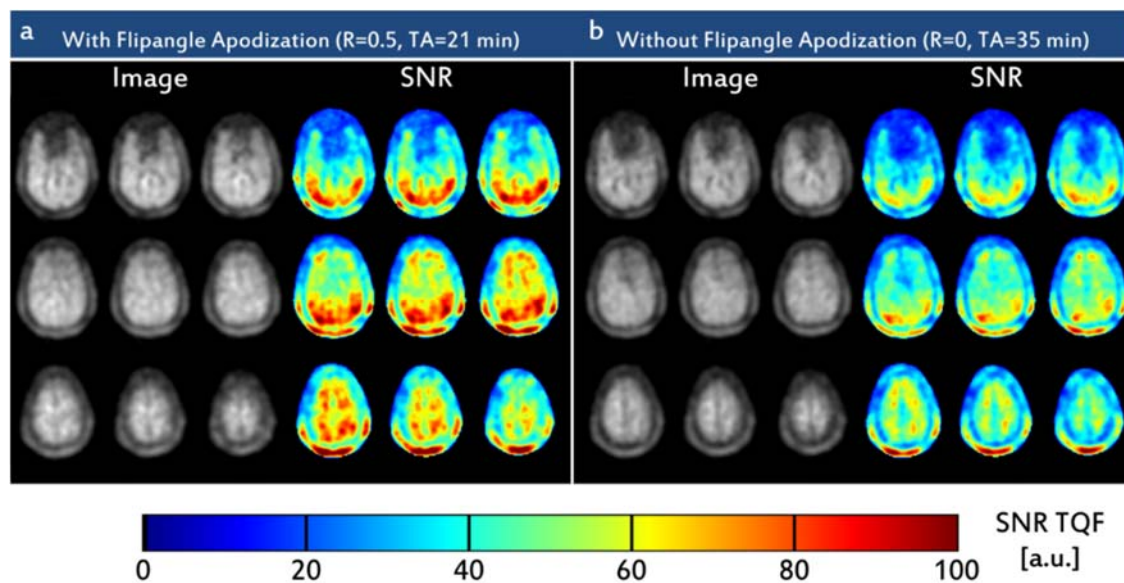 a With Flipangle Apodization (R=0.5, TA=21 min)
b Without Flipangle Apodization (R=0, TA=35 min)
Image SNR
Image SNR
0 20 40 60 80 100
SNR TQF
[a.u.]